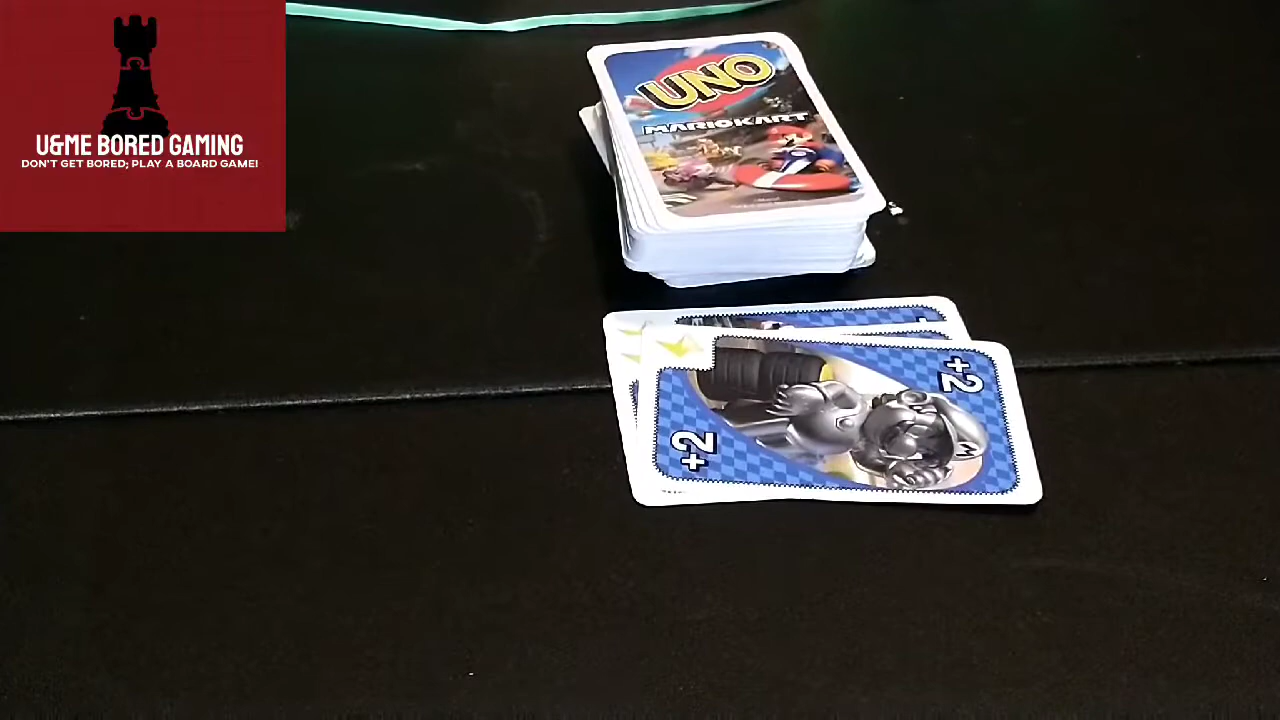 U&ME BORED GAMING
DON'T GET BORED; PLAY A BOARD GAME!
UNO
MARIOKART
+2
+2
M